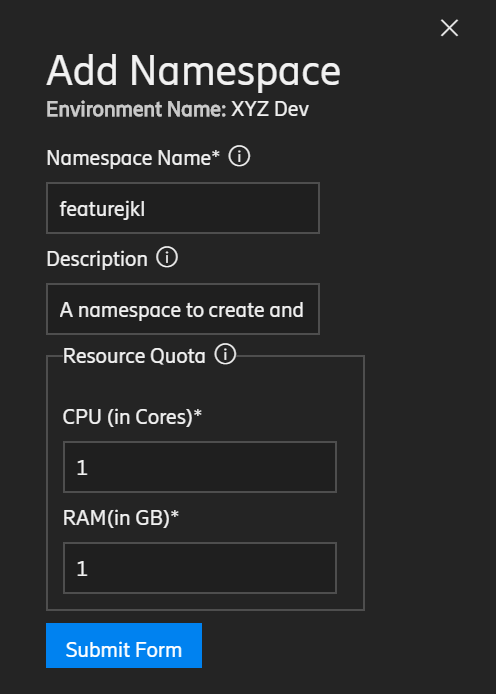 Add Namespace
Environment Name: XYZ Dev
Namespace Name*
featurejkl
Description
A namespace to create and
Resource Quota
CPU (in Cores)*
1
RAM(in GB)*
1
Submit Form